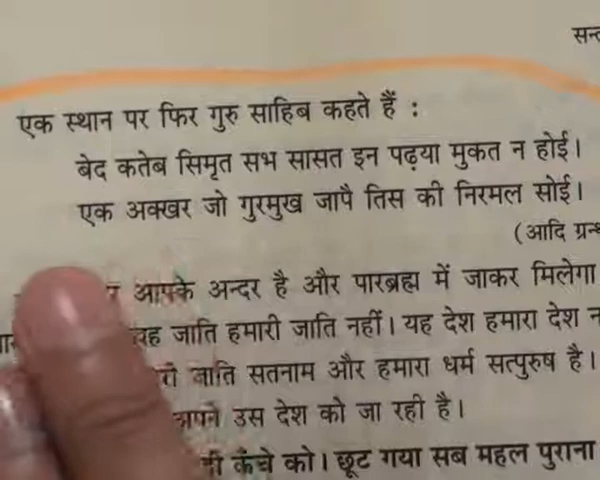 एक स्थान पर फिर गुरु साहिब कहते हैं :
बेद कतेब सिमृत सभ सासत इन पढ़या मुकत न होई।
एक अक्खर जो गुरमुख जापै तिस की निरमल सोई।
(आदि ग्रन्थ
आपके अन्दर है और पारब्रह्म में जाकर मिलेगा
जाति हमारी जाति नहीं। यह देश हमारा देश न
जाति सतनाम और हमारा धर्म सत्पुरुष है।
अपने उस देश को जा रही है।
कँचे को। छूट गया सब महल पुराना